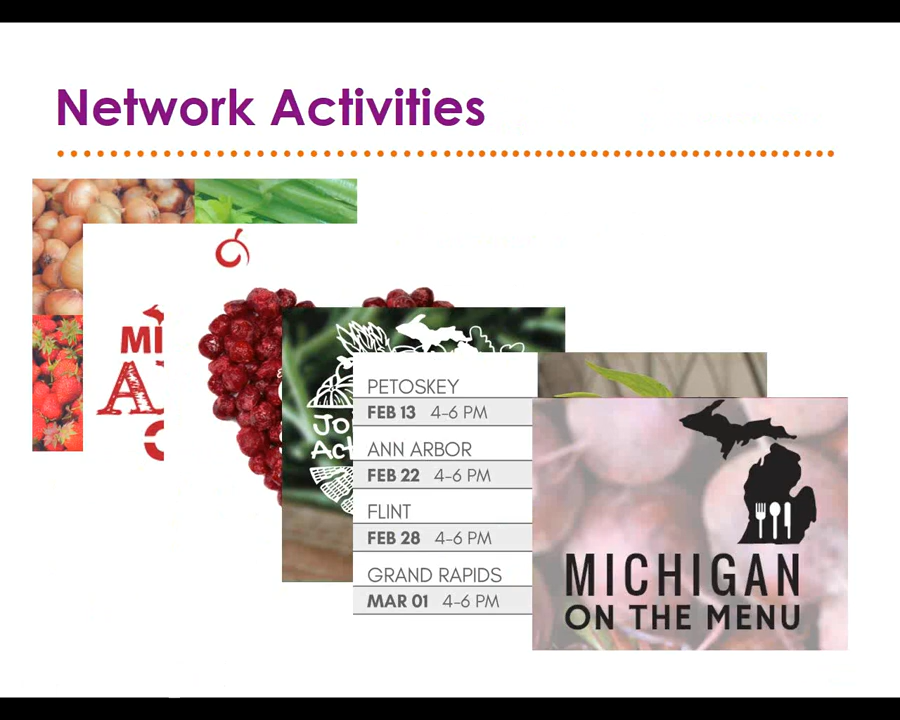 Network Activities
PETOSKEY
FEB 13 4-6 PM
ANN ARBOR
FEB 22 4-6 PM
FLINT
FEB 28 4-6 PM
GRAND RAPIDS
MAR 01 4-6 PM
MICHIGAN
ON THE MENU